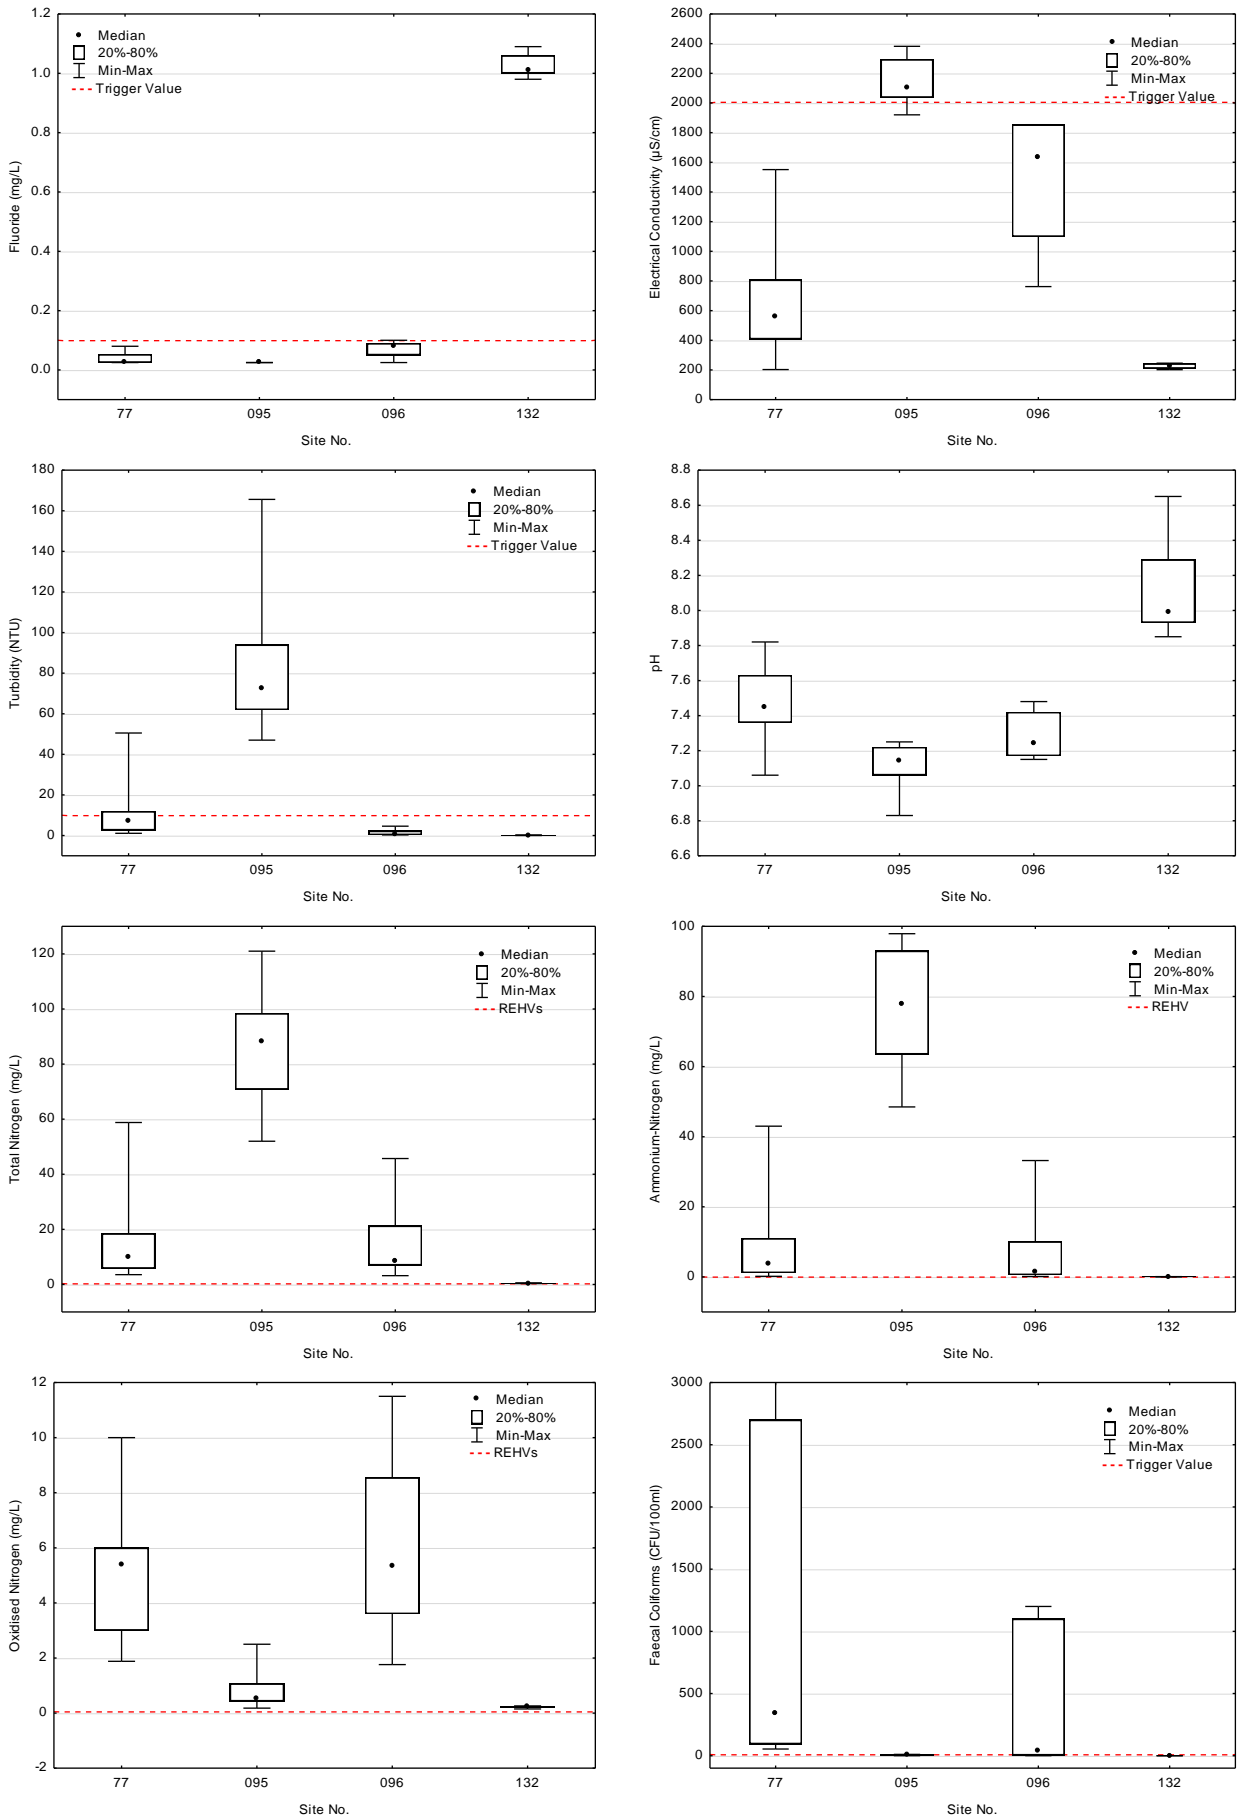 1.2
1.0
0.8
0.6
0.4
0.2
0.0
Fluoride (mg/L)
Median
20%-80%
Min-Max
Trigger Value
77 095 096 132
Site No.
2600
2400
2200
2000
1800
1600
1400
1200
1000
800
600
400
200
0
Electrical Conductivity (µS/cm)
Median
20%-80%
Min-Max
Trigger Value
77 095 096 132
Site No.
180
160
140
120
100
80
60
40
20
0
Turbidity (NTU)
Median
20%-80%
Min-Max
Trigger Value
77 095 096 132
Site No.
8.8
8.6
8.4
8.2
8.0
7.8
7.6
7.4
7.2
7.0
6.8
6.6
pH
77 095 096 132
Site No.
120
100
80
60
40
20
0
Total Nitrogen (mg/L)
Median
20%-80%
Min-Max
REHVs
77 095 096 132
Site No.
100
80
60
40
20
0
Ammonium-Nitrogen (mg/L)
Median
20%-80%
Min-Max
REHV
77 095 096 132
Site No.
12
10
8
6
4
2
0
-2
Oxidised Nitrogen (mg/L)
Median
20%-80%
Min-Max
REHVs
77 095 096 132
Site No.
3000
2500
2000
1500
1000
500
0
Faecal Coliforms (CFU/100ml)
Median
20%-80%
Min-Max
Trigger Value
77 095 096 132
Site No.